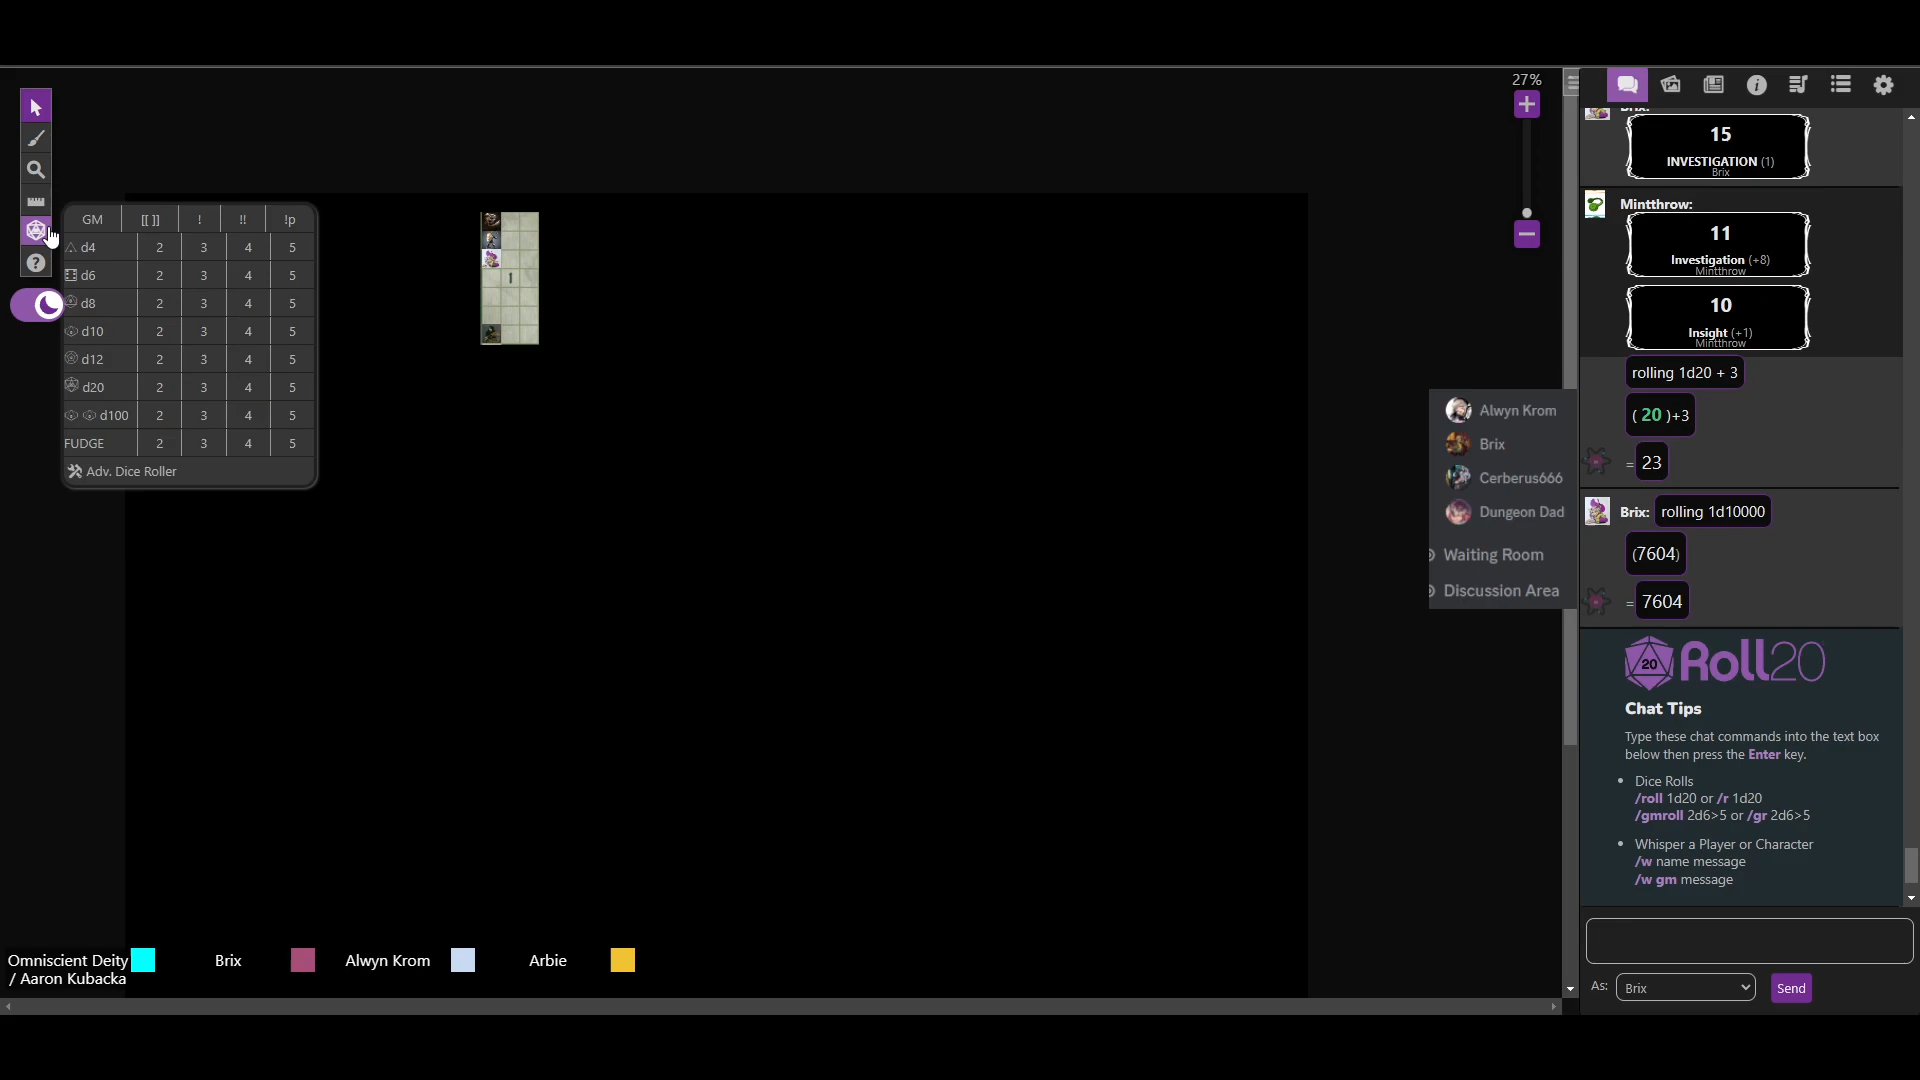 27%
GM [[ ]] ! !! !p
d4 2 3 4 5
d6 2 3 4 5
d8 2 3 4 5
d10 2 3 4 5
d12 2 3 4 5
d20 2 3 4 5
d100 2 3 4 5
FUDGE 2 3 4 5
Adv. Dice Roller
1
Alwyn Krom
Brix
Cerberus666
Dungeon Dad
Waiting Room
Discussion Area
Brix:
15
INVESTIGATION (1)
Brix
Mintthrow:
11
Investigation (+8)
Mintthrow
10
Insight (+1)
Mintthrow
rolling 1d20 + 3
( 20 )+3
= 23
Brix: rolling 1d10000
(7604)
= 7604
20 Roll20
Chat Tips
Type these chat commands into the text box
below then press the Enter key.
• Dice Rolls
/roll 1d20 or /r 1d20
/gmroll 2d6>5 or /gr 2d6>5
• Whisper a Player or Character
/w name message
/w gm message
As: Brix Send
Omniscient Deity
/ Aaron Kubacka
Brix
Alwyn Krom
Arbie